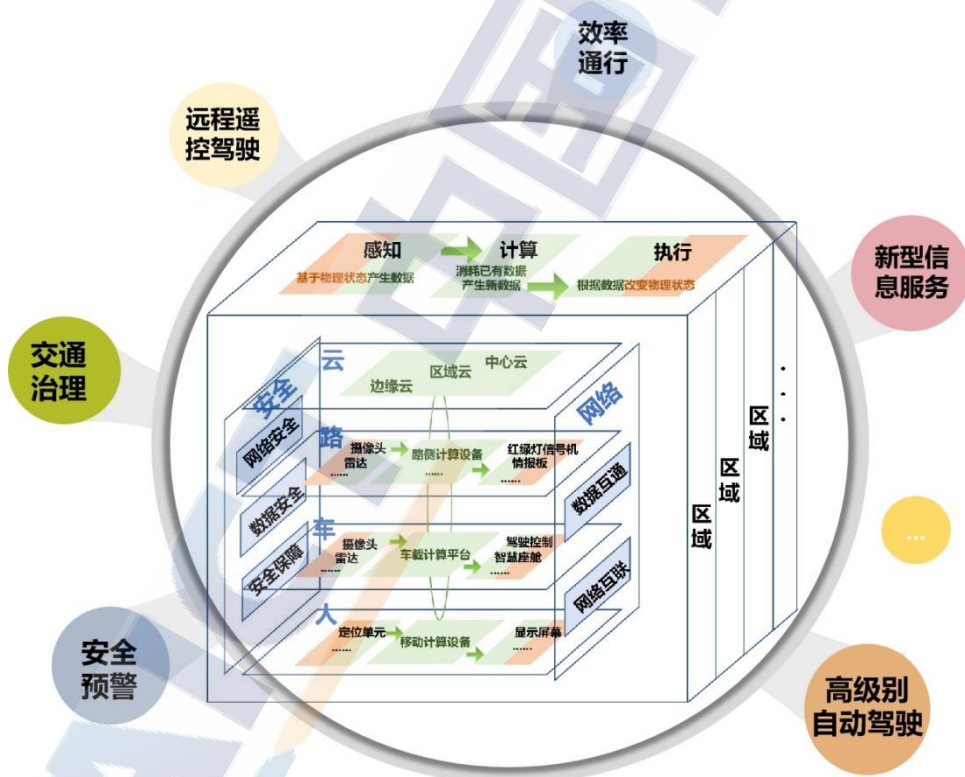 效率
通行
远程遥
控驾驶
新型信
息服务
交通
治理
安全
预警
高级别
自动驾驶
...
感知
计算
执行
基于物理状态产生数据
消耗已有数据
产生新数据
根据数据改变物理状态
云
边缘云
区域云
中心云
安全
网络安全
数据安全
安全保障
网络
数据互通
网络互联
路
摄像头
雷达
......
路侧计算设备
......
红绿灯信号机
情报板
......
车
摄像头
雷达
......
车载计算平台
驾驶控制
智慧座舱
......
人
定位单元
......
移动计算设备
显示屏幕
......
区域
区域
区域
...